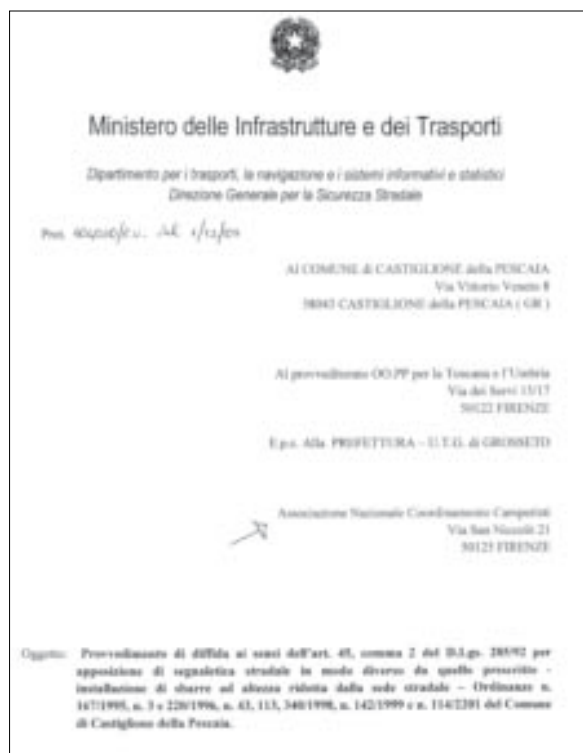 Ministero delle Infrastrutture e dei Trasporti
Dipartimento per i trasporti, la navigazione e i sistemi informativi e statistici
Direzione Generale per la Sicurezza Stradale
Prot.
Al COMUNE di CASTIGLIONE della PESCAIA
Via Vittorio Veneto 8
58043 CASTIGLIONE della PESCAIA ( GR )
Al provveditorato OO.PP per la Toscana e l'Umbria
Via dei Servi 13/17
50122 FIRENZE
E.p.c. Alla PREFETTURA – U.T.G. di GROSSETO
Associazione Nazionale Coordinamento Camperisti
Via San Niccolò 21
50125 FIRENZE
Oggetto: Provvedimento di diffida ai sensi dell'art. 45, comma 2 del D.Lgs. 285/92 per
apposizione di segnaletica stradale in modo diverso da quello prescritto -
installazione di sbarre ad altezza ridotta dalla sede stradale – Ordinanze n.
167/1995, n. 3 e 220/1996, n. 43, 113, 340/1998, n. 142/1999 e n. 114/2201 del Comune
di Castiglione della Pescaia.